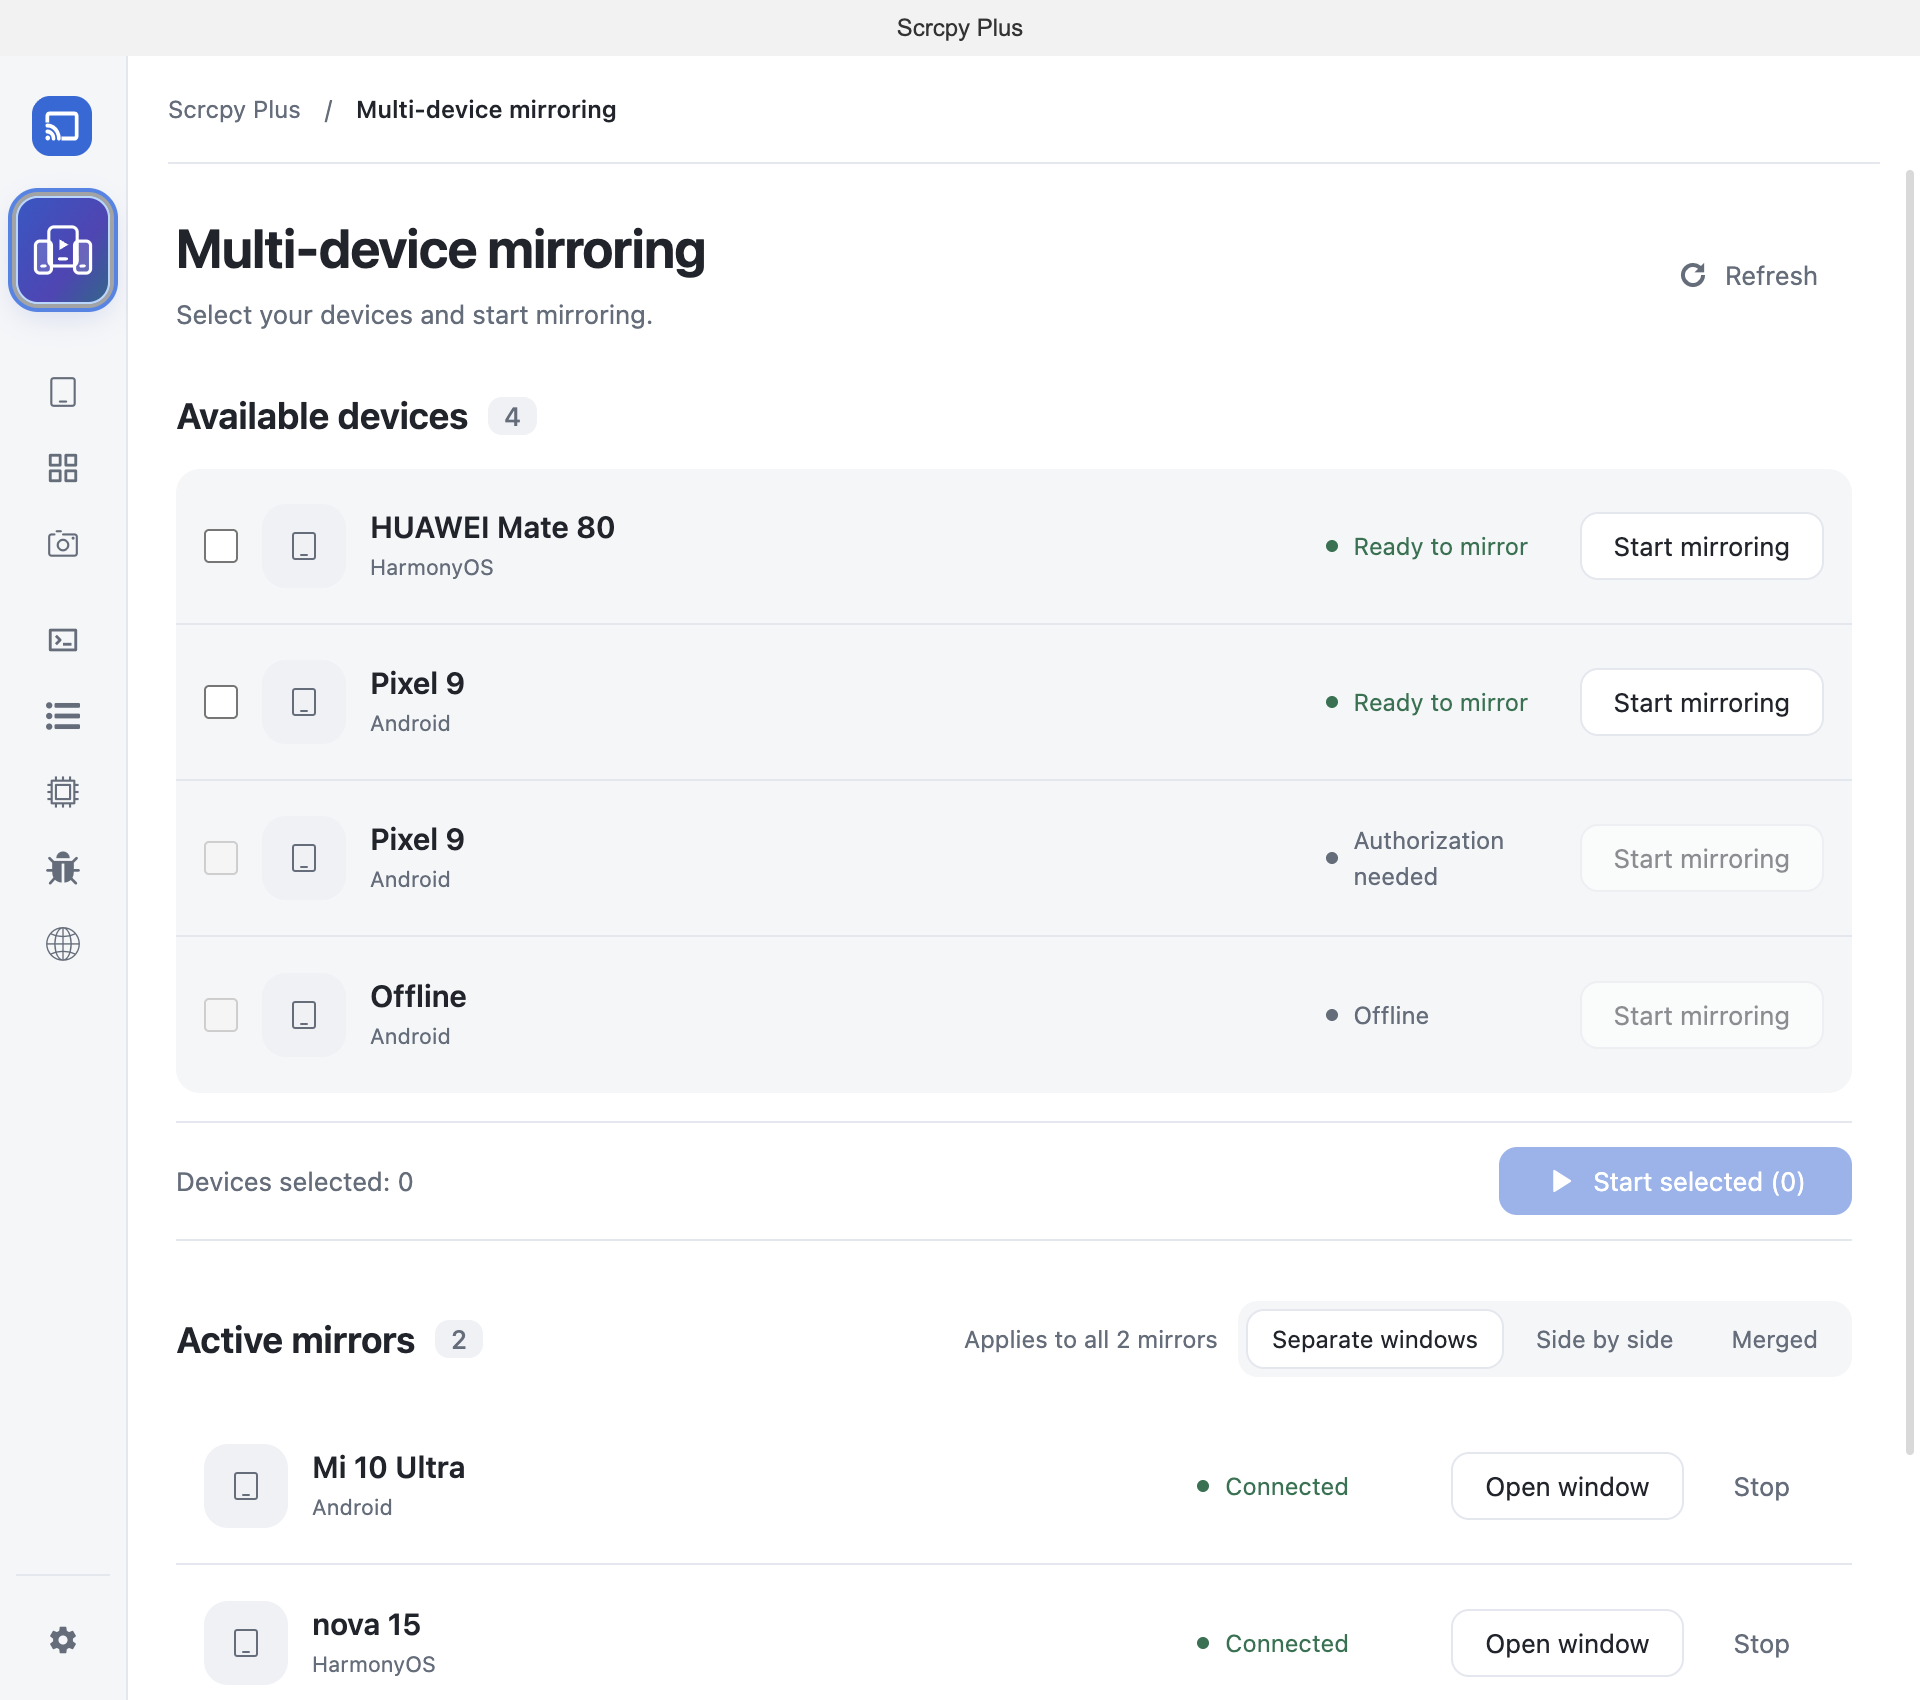 Scrcpy Plus
Scrcpy Plus / Multi-device mirroring
Multi-device mirroring
Select your devices and start mirroring.
Refresh
Available devices 4
HUAWEI Mate 80
HarmonyOS
Ready to mirror
Start mirroring
Pixel 9
Android
Ready to mirror
Start mirroring
Pixel 9
Android
Authorization
needed
Start mirroring
Offline
Android
Offline
Start mirroring
Devices selected: 0
Start selected (0)
Active mirrors 2
Applies to all 2 mirrors
Separate windows
Side by side
Merged
Mi 10 Ultra
Android
Connected
Open window
Stop
nova 15
HarmonyOS
Connected
Open window
Stop